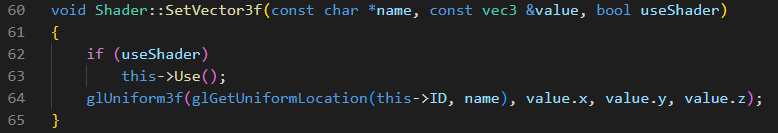 60 void Shader::SetVector3f(const char *name, const vec3 &value, bool useShader)
61 {
62     if (useShader)
63         this->Use();
64     glUniform3f(glGetUniformLocation(this->ID, name), value.x, value.y, value.z);
65 }